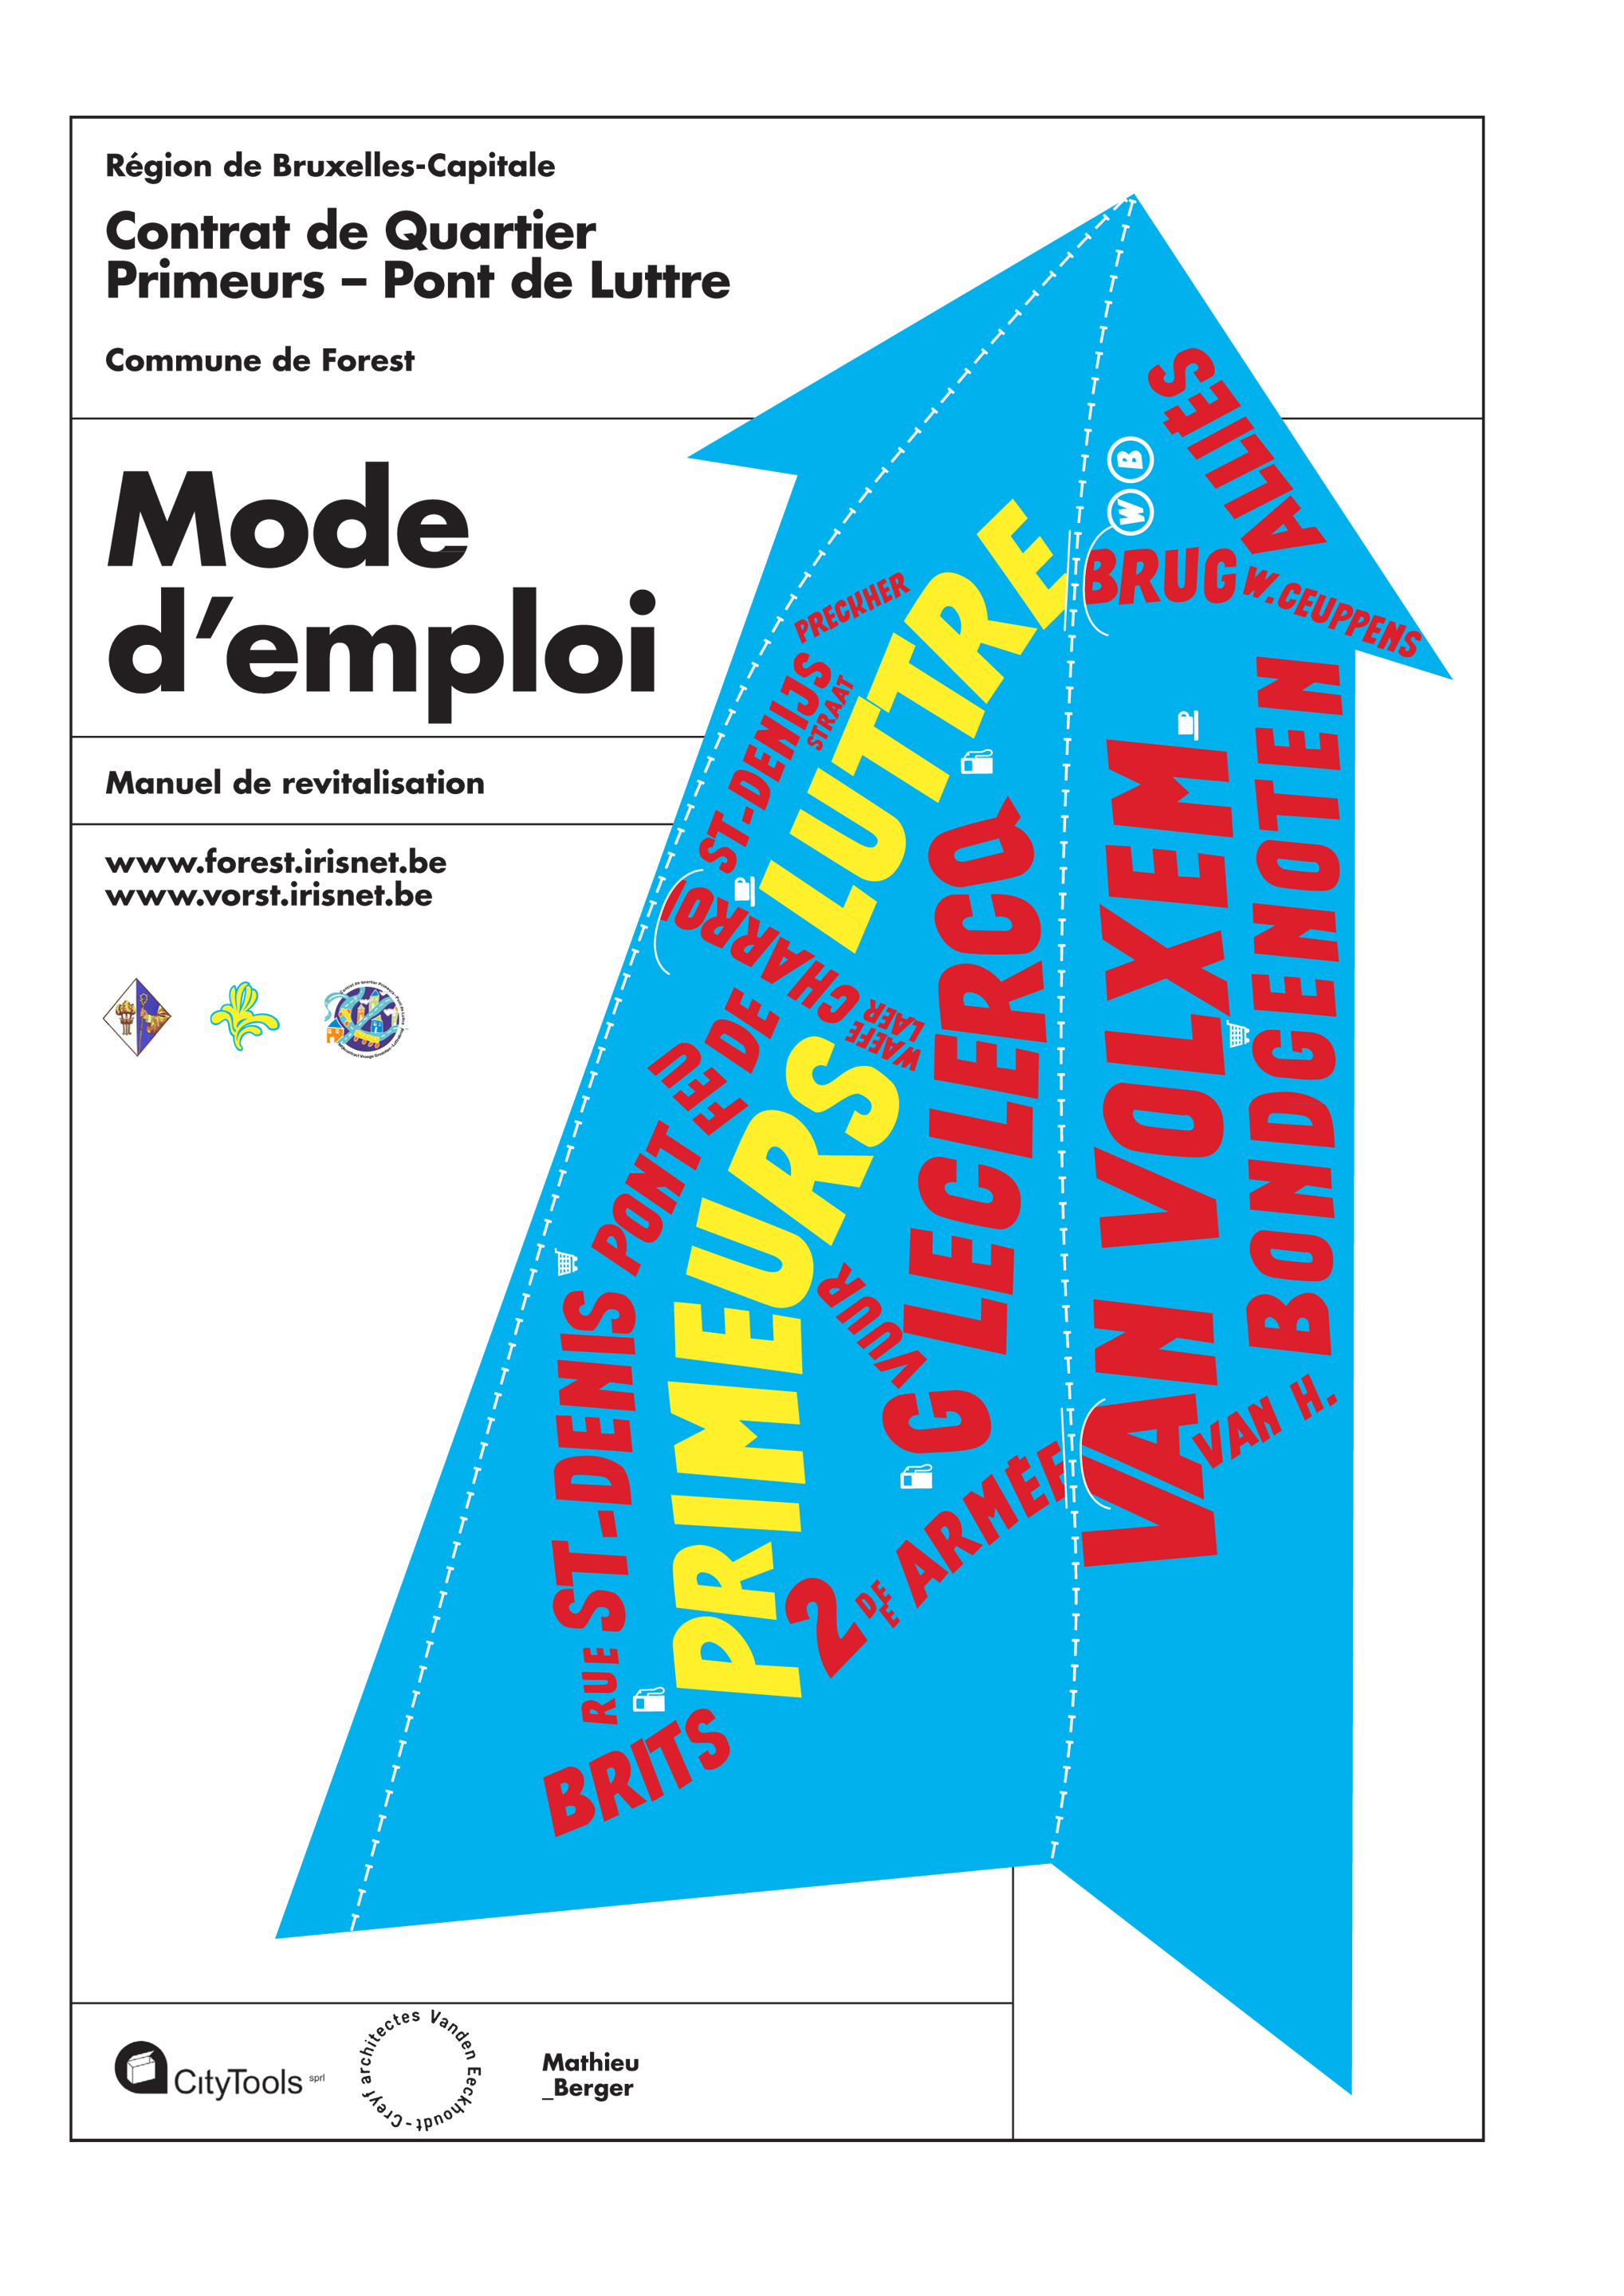 Région de Bruxelles-Capitale
Contrat de Quartier
Primeurs – Pont de Luttre
Commune de Forest
Mode
d'emploi
Manuel de revitalisation
www.forest.irisnet.be
www.vorst.irisnet.be
ALLIÉS
B
W
BRUG
W.CEUPPENS
PRECKHER
LUTTRE
ST-DENIJS
STRAAT
CHARROI
WAEFE
LAER
FEU DE
PONT
PRIMEURS
RUE ST-DENIS
BRITS
VUUR
G LECLERCQ
2 DE E ARMÉE
VAN VOLXEM
BONDGENOTEN
VAN H.
CityTools sprl
Creyf architectes Vanden Eeckhoudt-
Mathieu
_Berger